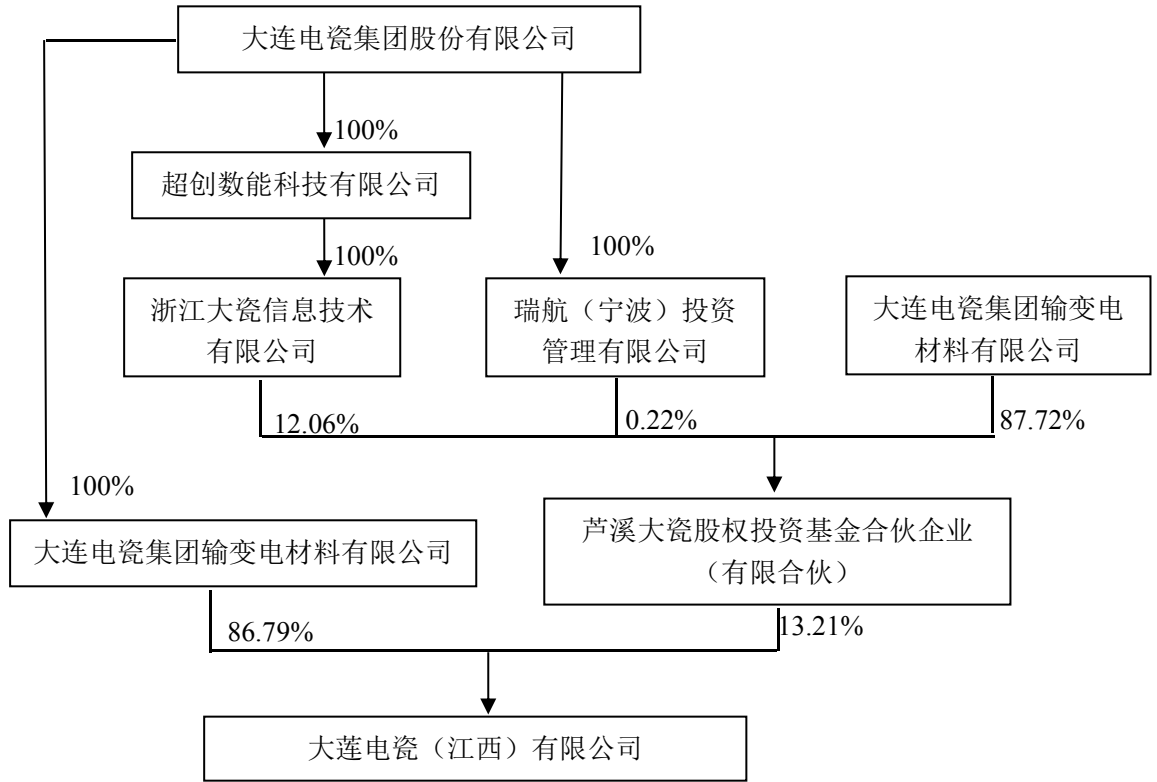 大连电瓷集团股份有限公司
100%
超创数能科技有限公司
100%
100%
浙江大瓷信息技术
有限公司
瑞航（宁波）投资
管理有限公司
大连电瓷集团输变电
材料有限公司
12.06%
0.22%
87.72%
100%
大连电瓷集团输变电材料有限公司
芦溪大瓷股权投资基金合伙企业
（有限合伙）
86.79%
13.21%
大莲电瓷（江西）有限公司